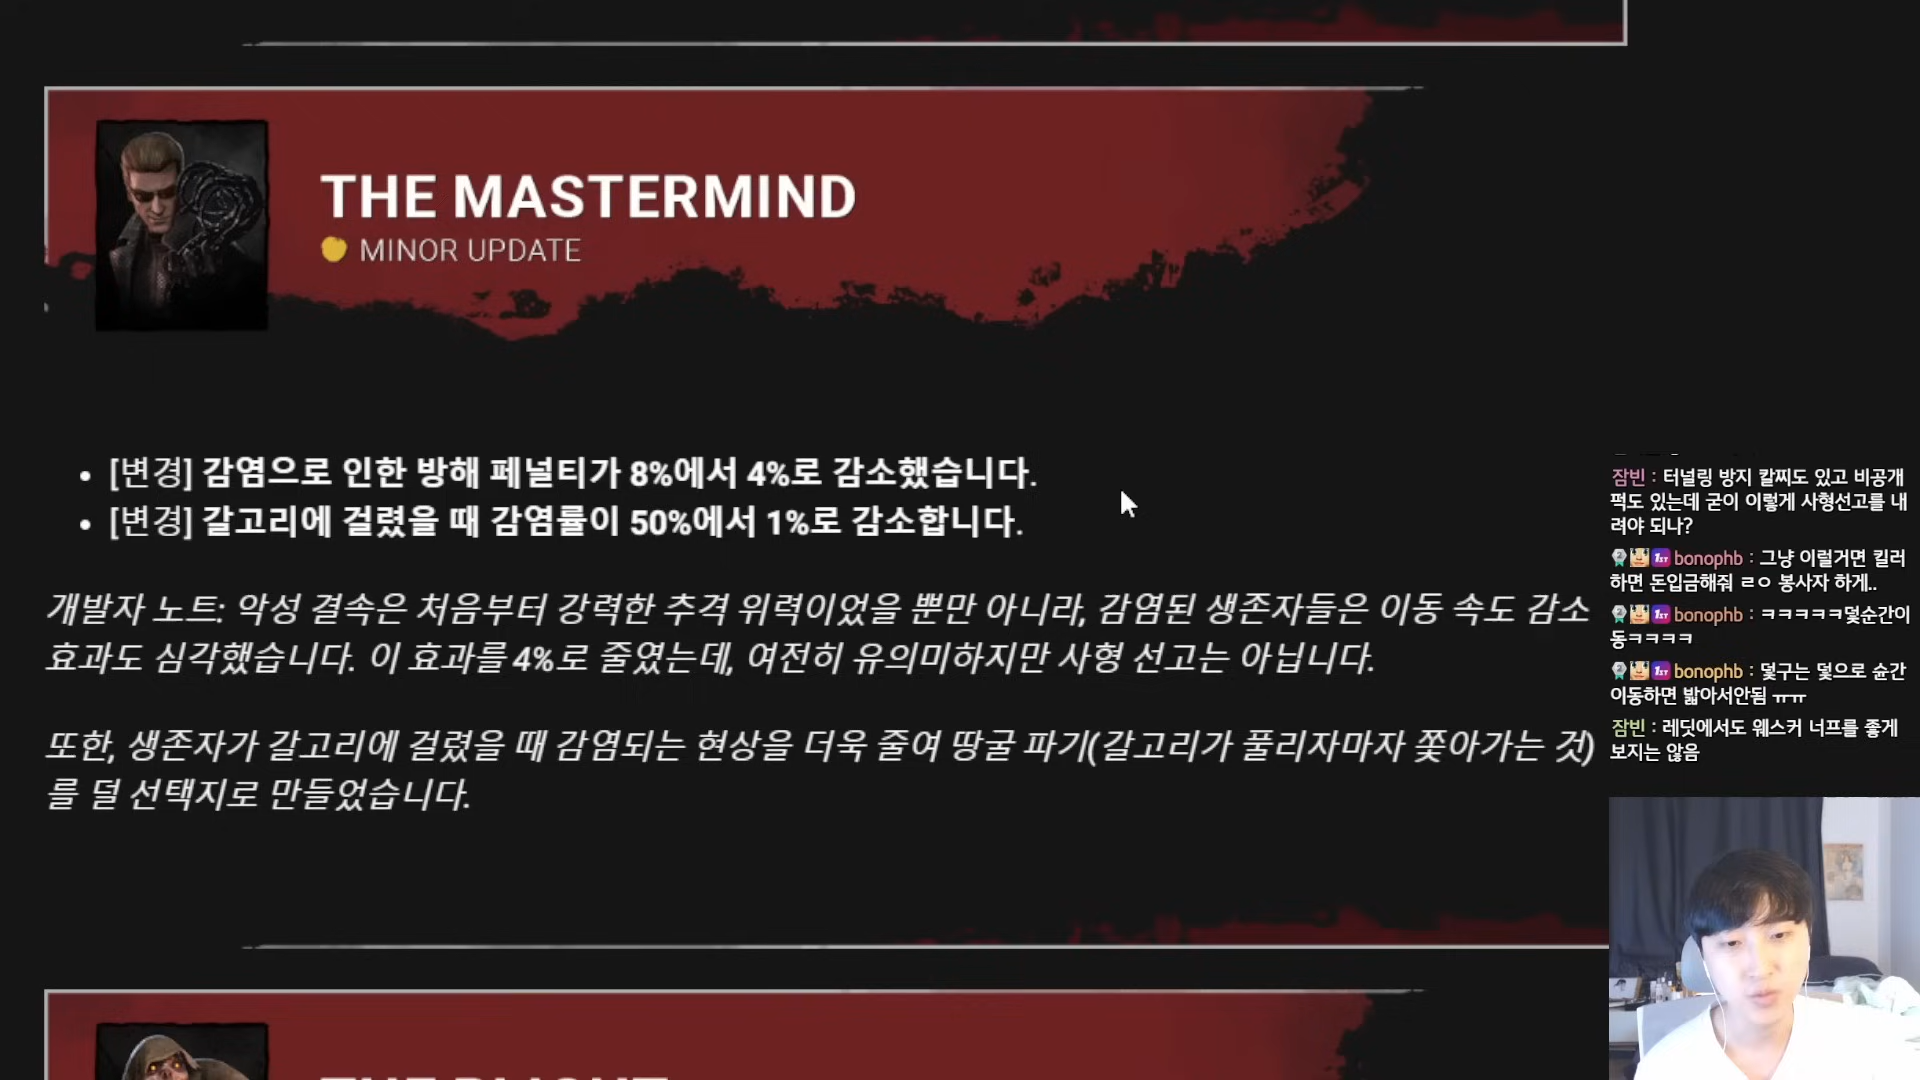 THE MASTERMIND
MINOR UPDATE
• [변경] 감염으로 인한 방해 페널티가 8%에서 4%로 감소했습니다.
• [변경] 갈고리에 걸렸을 때 감염률이 50%에서 1%로 감소합니다.
개발자 노트: 악성 결속은 처음부터 강력한 추격 위력이었을 뿐만 아니라, 감염된 생존자들은 이동 속도 감소
효과도 심각했습니다. 이 효과를 4%로 줄였는데, 여전히 유의미하지만 사형 선고는 아닙니다.
또한, 생존자가 갈고리에 걸렸을 때 감염되는 현상을 더욱 줄여 땅굴 파기(갈고리가 풀리자마자 쫓아가는 것)
를 덜 선택지로 만들었습니다.
잠빈 : 터널링 방지 칼찌도 있고 비공개
퍽도 있는데 굳이 이렇게 사형선고를 내
려야 되나?
bonophb : 그냥 이럴거면 킬러
하면 돈입금해줘 ㄹㅇ 봉사자 하게..
bonophb : ㅋㅋㅋㅋㅋ덫순간이
동ㅋㅋㅋㅋ
bonophb : 덫구는 덫으로 순간
이동하면 밟아서안됨 ㅠㅠ
잠빈 : 레딧에서도 웨스커 너프를 좋게
보지는 않음